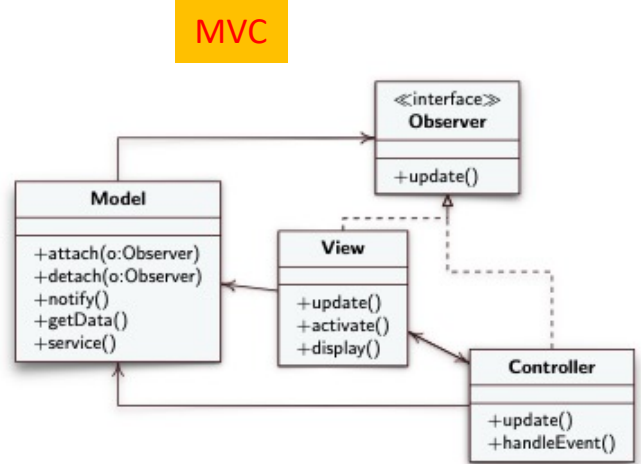 MVC
≪interface≫
Observer
+update()
Model
+attach(o:Observer)
+detach(o:Observer)
+notify()
+getData()
+service()
View
+update()
+activate()
+display()
Controller
+update()
+handleEvent()